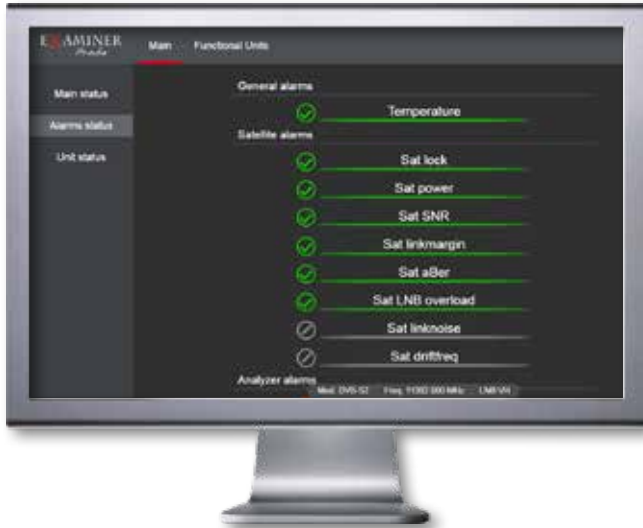 EXAMINER
Probe
Main
Functional Units
Main status
Alarms status
Unit status
General alarms
Temperature
Satellite alarms
Sat lock
Sat power
Sat SNR
Sat linkmargin
Sat aBer
Sat LNB overload
Sat linknoise
Sat driftfreq
Analyzer alarms